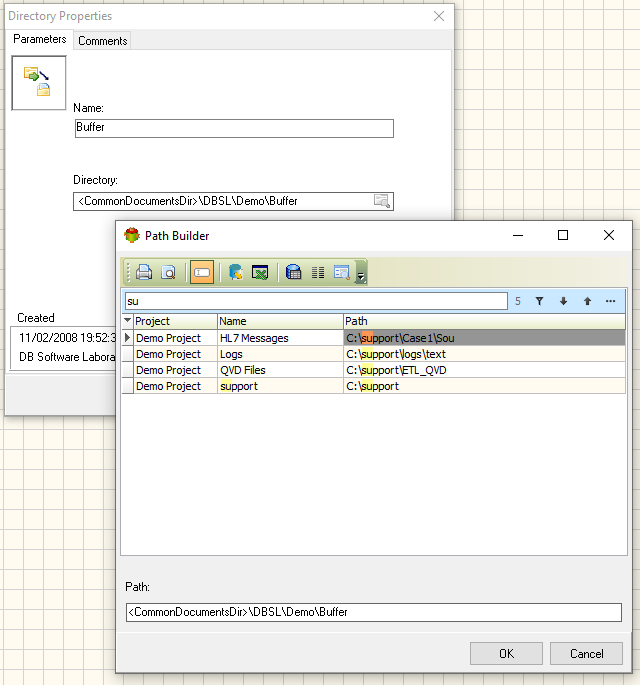 Directory Properties
Parameters
Comments
Name:
Buffer
Directory:
<CommonDocumentsDir>\DBSL\Demo\Buffer
Created
11/02/2008 19:52:3
DB Software Labora
Path Builder
su
5
Project Name Path
Demo Project HL7 Messages C:\support\Case1\Sou
Demo Project Logs C:\support\logs\text
Demo Project QVD Files C:\support\ETL_QVD
Demo Project support C:\support
Path:
<CommonDocumentsDir>\DBSL\Demo\Buffer
OK
Cancel